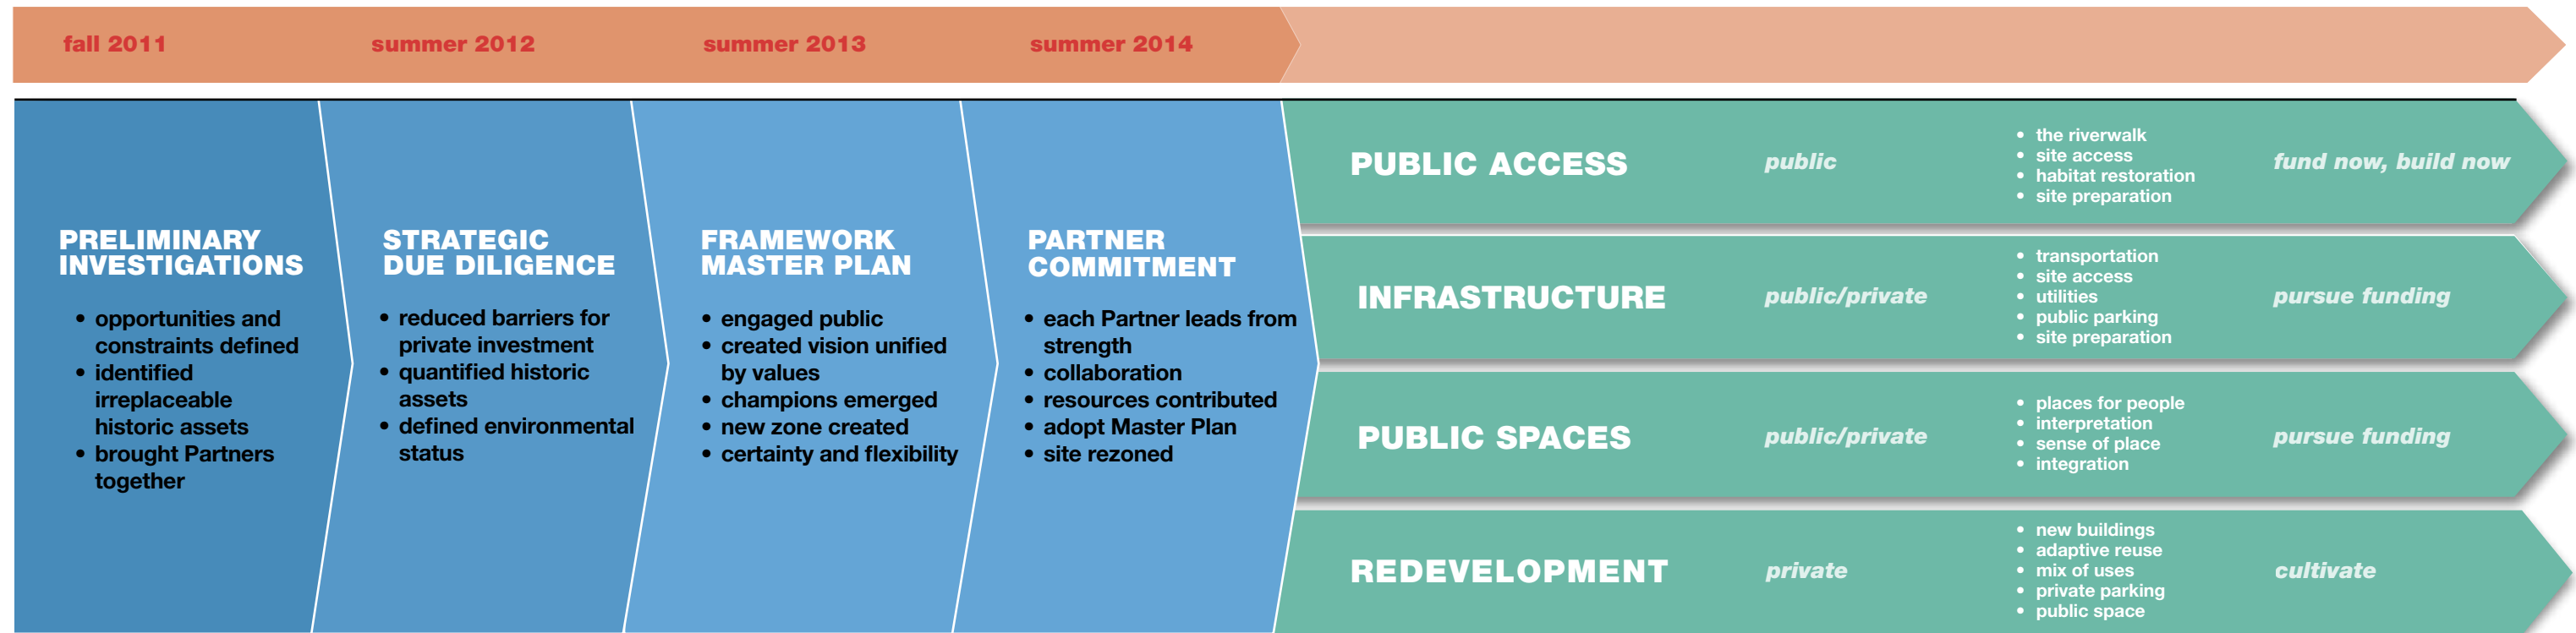 fall 2011
summer 2012
summer 2013
summer 2014
PRELIMINARY
INVESTIGATIONS
• opportunities and
constraints defined
• identified
irreplaceable
historic assets
• brought Partners
together
STRATEGIC
DUE DILIGENCE
• reduced barriers for
private investment
• quantified historic
assets
• defined environmental
status
FRAMEWORK
MASTER PLAN
• engaged public
• created vision unified
by values
• champions emerged
• new zone created
• certainty and flexibility
PARTNER
COMMITMENT
• each Partner leads from
strength
• collaboration
• resources contributed
• adopt Master Plan
• site rezoned
PUBLIC ACCESS
public
• the riverwalk
• site access
• habitat restoration
• site preparation
fund now, build now
INFRASTRUCTURE
public/private
• transportation
• site access
• utilities
• public parking
• site preparation
pursue funding
PUBLIC SPACES
public/private
• places for people
• interpretation
• sense of place
• integration
pursue funding
REDEVELOPMENT
private
• new buildings
• adaptive reuse
• mix of uses
• private parking
• public space
cultivate